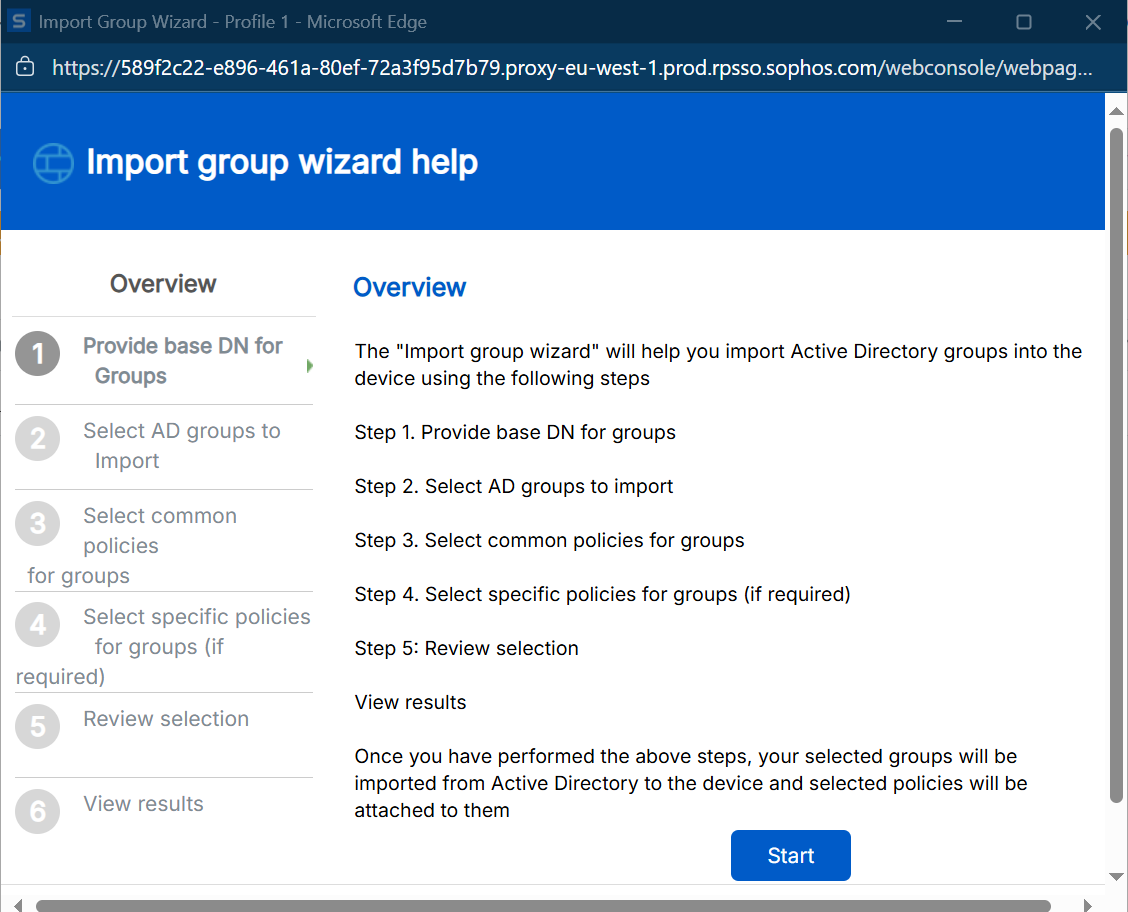 S Import Group Wizard - Profile 1 - Microsoft Edge
https://589f2c22-e896-461a-80ef-72a3f95d7b79.proxy-eu-west-1.prod.rpsso.sophos.com/webconsole/webpag...
Import group wizard help
Overview
1 Provide base DN for
Groups
2 Select AD groups to
Import
3 Select common
policies
for groups
4 Select specific policies
for groups (if
required)
5 Review selection
6 View results
Overview
The "Import group wizard" will help you import Active Directory groups into the
device using the following steps
Step 1. Provide base DN for groups
Step 2. Select AD groups to import
Step 3. Select common policies for groups
Step 4. Select specific policies for groups (if required)
Step 5: Review selection
View results
Once you have performed the above steps, your selected groups will be
imported from Active Directory to the device and selected policies will be
attached to them
Start